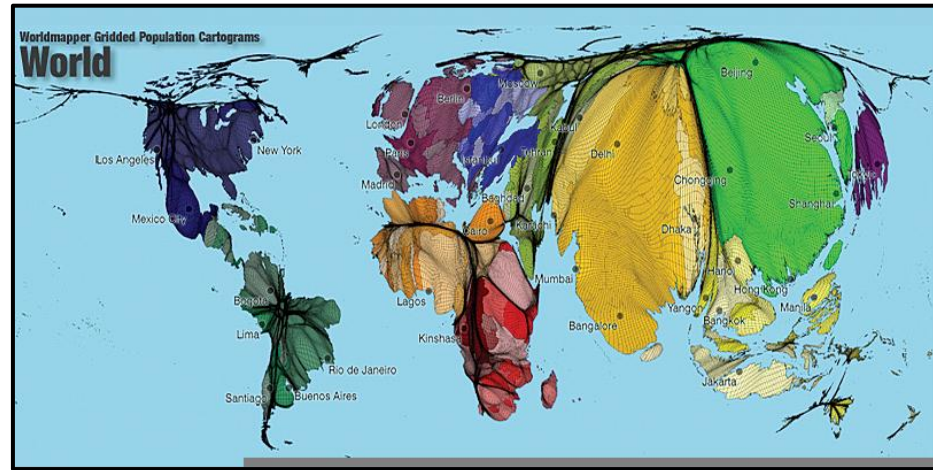 Worldmapper Gridded Population Cartograms
World
Moscow
Beijing
Berlin
London
Kabul
Seoul
Los Angeles
New York
Paris
Istanbul
Tehran
Delhi
Tokyo
Madrid
Chongqing
Baghdad
Shanghai
Mexico City
Cairo
Karachi
Dhaka
Hanoi
Mumbai
Hong Kong
Bogota
Lagos
Yangon
Manila
Bangkok
Bangalore
Lima
Kinshasa
Rio de Janeiro
Jakarta
Santiago
Buenos Aires